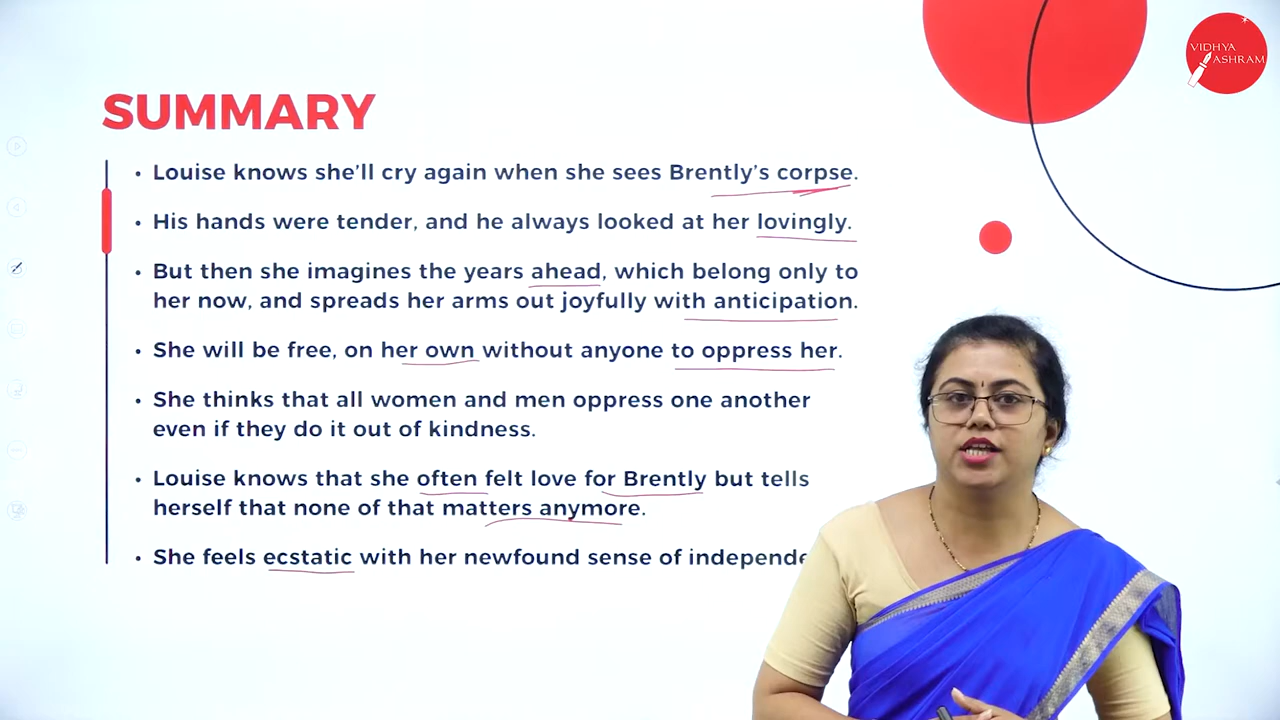 VIDHYA
ASHRAM
SUMMARY
• Louise knows she'll cry again when she sees Brently's corpse.
• His hands were tender, and he always looked at her lovingly.
• But then she imagines the years ahead, which belong only to
her now, and spreads her arms out joyfully with anticipation.
• She will be free, on her own without anyone to oppress her.
• She thinks that all women and men oppress one another
even if they do it out of kindness.
• Louise knows that she often felt love for Brently but tells
herself that none of that matters anymore.
• She feels ecstatic with her newfound sense of